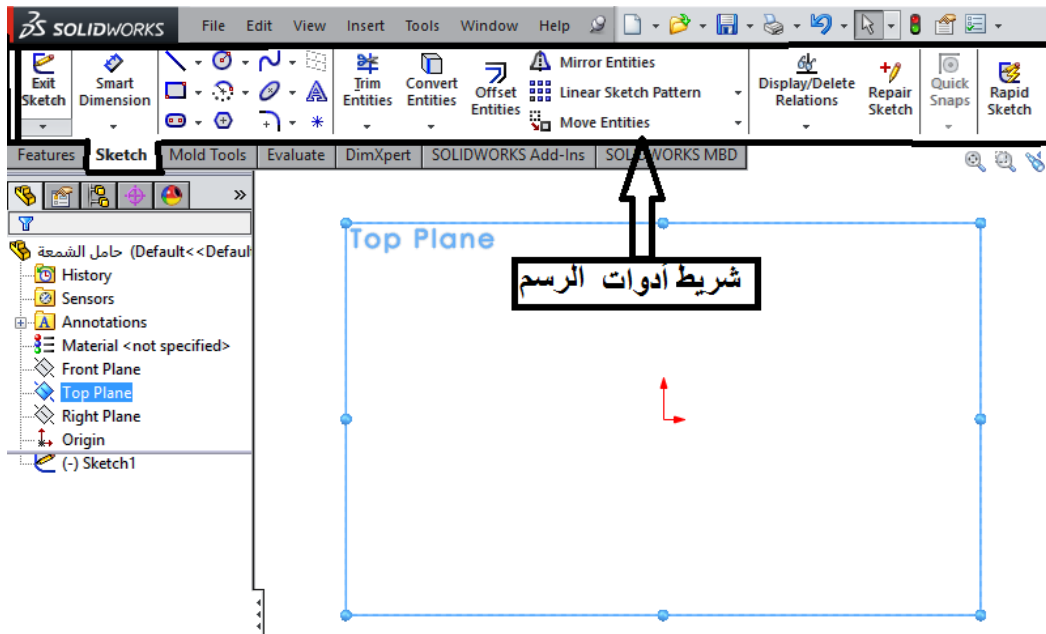 SOLIDWORKS File Edit View Insert Tools Window Help
Exit Sketch
Smart Dimension
Trim Entities
Convert Entities
Offset Entities
Mirror Entities
Linear Sketch Pattern
Move Entities
Display/Delete Relations
Repair Sketch
Quick Snaps
Rapid Sketch
Features Sketch Mold Tools Evaluate DimXpert SOLIDWORKS Add-Ins SOLIDWORKS MBD
حامل الشمعة (Default<<Default
History
Sensors
Annotations
Material <not specified>
Front Plane
Top Plane
Right Plane
Origin
(-) Sketch1
Top Plane
شريط أدوات الرسم